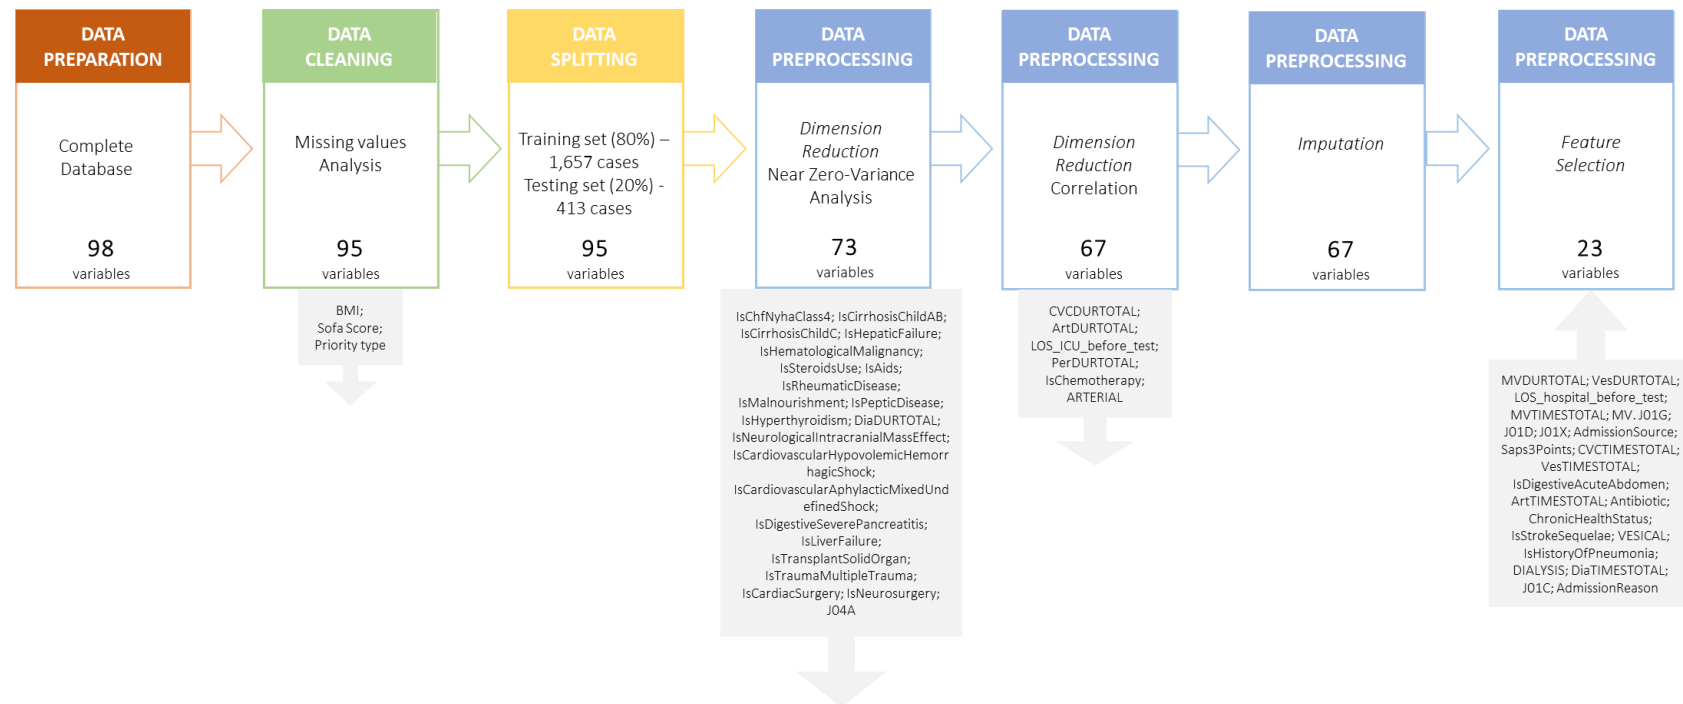 DATA
PREPARATION
Complete
Database
98
variables
DATA
CLEANING
Missing values
Analysis
95
variables
BMI;
Sofa Score;
Priority type
DATA
SPLITTING
Training set (80%) –
1,657 cases
Testing set (20%) -
413 cases
95
variables
DATA
PREPROCESSING
Dimension
Reduction
Near Zero-Variance
Analysis
73
variables
IsChfNyhaClass4; IsCirrhosisChildAB;
IsCirrhosisChildC; IsHepaticFailure;
IsHematologicalMalignancy;
IsSteroidsUse; IsAids;
IsRheumaticDisease;
IsMalnourishment; IsPepticDisease;
IsHyperthyroidism; DiaDURTOTAL;
IsNeurologicalIntracranialMassEffect;
IsCardiovascularHypovolemicHemorr
hagicShock;
IsCardiovascularAphylacticMixedUnd
efinedShock;
IsDigestiveSeverePancreatitis;
IsLiverFailure;
IsTransplantSolidOrgan;
IsTraumaMultipleTrauma;
IsCardiacSurgery; IsNeurosurgery;
J04A
DATA
PREPROCESSING
Dimension
Reduction
Correlation
67
variables
CVCDURTOTAL;
ArtDURTOTAL;
LOS_ICU_before_test;
PerDURTOTAL;
IsChemotherapy;
ARTERIAL
DATA
PREPROCESSING
Imputation
67
variables
DATA
PREPROCESSING
Feature
Selection
23
variables
MVDURTOTAL; VesDURTOTAL;
LOS_hospital_before_test;
MVTIMESTOTAL; MV. J01G;
J01D; J01X; AdmissionSource;
Saps3Points; CVCTIMESTOTAL;
VesTIMESTOTAL;
IsDigestiveAcuteAbdomen;
ArtTIMESTOTAL; Antibiotic;
ChronicHealthStatus;
IsStrokeSequelae; VESICAL;
IsHistoryOfPneumonia;
DIALYSIS; DiaTIMESTOTAL;
J01C; AdmissionReason